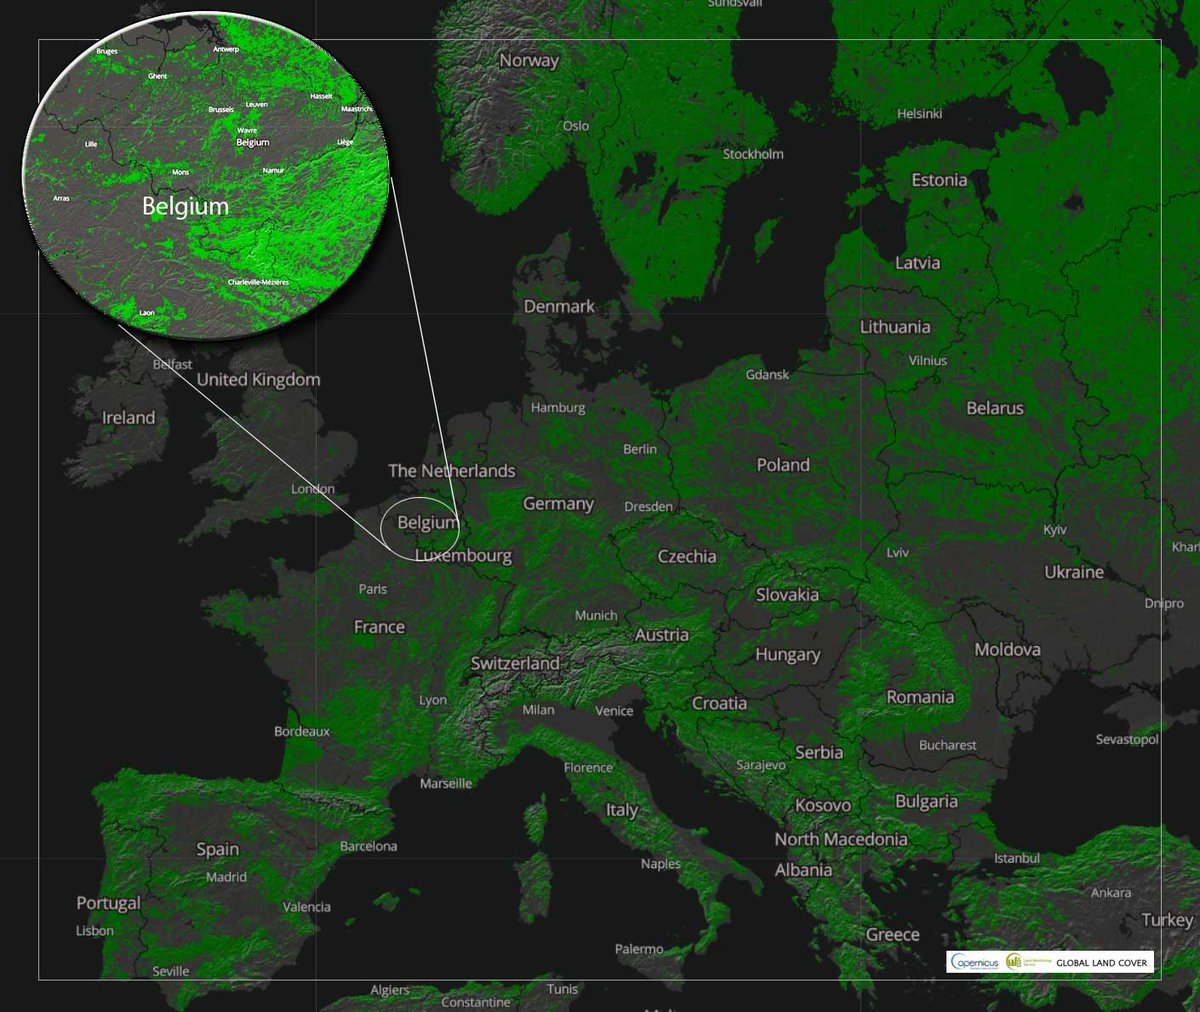 Sundsvall
Bruges
Antwerp
Ghent
Hasselt
Brussels
Leuven
Maastrich
Wavre
Belgium
Lille
Liège
Mons
Namur
Arras
Belgium
Charleville-Mézières
Laon
Norway
Helsinki
Oslo
Stockholm
Estonia
Latvia
Denmark
Lithuania
Vilnius
Belfast
United Kingdom
Gdansk
Ireland
Hamburg
Belarus
Berlin
The Netherlands
Poland
London
Germany
Dresden
Belgium
Kyiv
Luxembourg
Czechia
Lviv
Khar
Ukraine
Paris
Slovakia
Dnipro
France
Munich
Austria
Switzerland
Hungary
Moldova
Lyon
Milan
Venice
Croatia
Romania
Bordeaux
Sevastopol
Bucharest
Serbia
Sarajevo
Florence
Marseille
Italy
Kosovo
Bulgaria
Spain
Barcelona
North Macedonia
Istanbul
Naples
Albania
Madrid
Ankara
Portugal
Valencia
Turkey
Lisbon
Greece
Palermo
opernicus
GLOBAL LAND COVER
Seville
Algiers
Tunis
Constantine